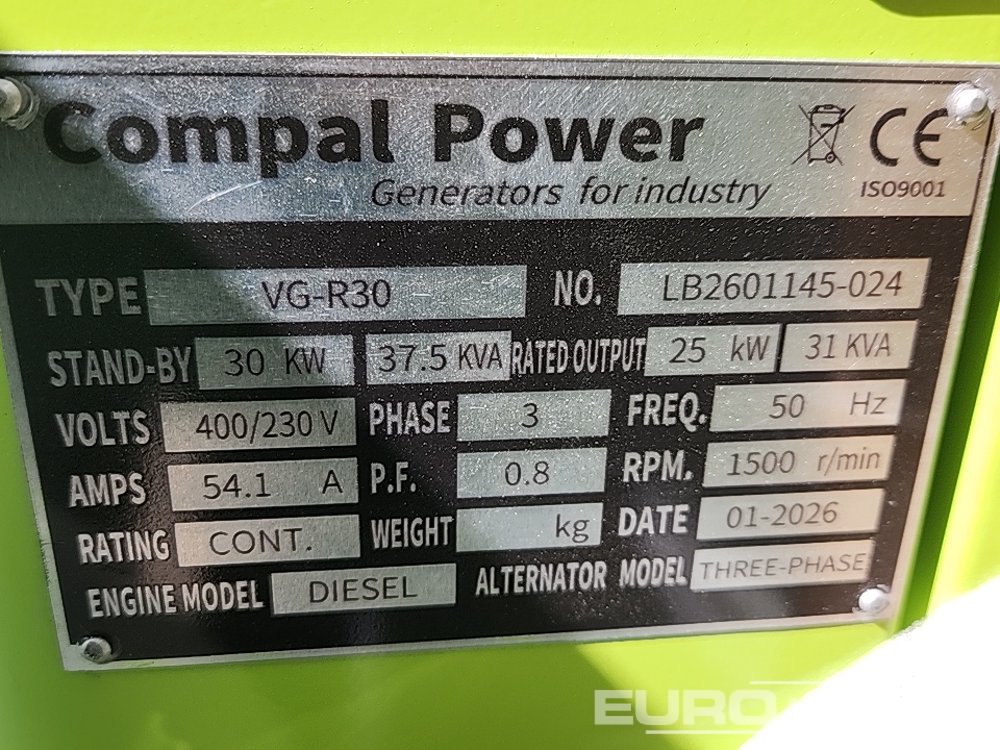 Compal Power
Generators for industry
CE
ISO9001
TYPE VG-R30 NO. LB2601145-024
STAND-BY 30 KW 37.5 KVA RATED OUTPUT 25 kW 31 KVA
VOLTS 400/230 V PHASE 3 FREQ. 50 Hz
AMPS 54.1 A P.F. 0.8 RPM. 1500 r/min
RATING CONT. WEIGHT kg DATE 01-2026
ENGINE MODEL DIESEL ALTERNATOR MODEL THREE-PHASE
EURO